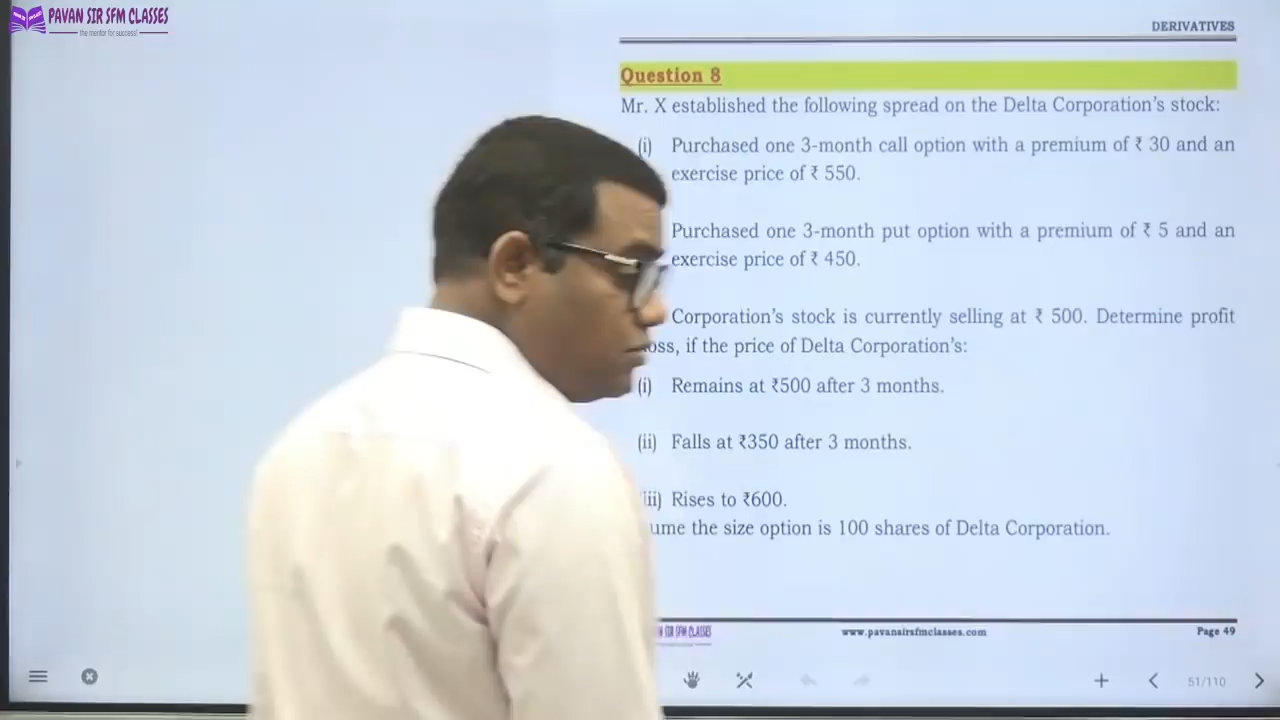 PAVAN SIR SFM CLASSES
the mentor for success!
DERIVATIVES
Question 8
Mr. X established the following spread on the Delta Corporation's stock:
(i) Purchased one 3-month call option with a premium of ₹ 30 and an
exercise price of ₹ 550.
Purchased one 3-month put option with a premium of ₹ 5 and an
exercise price of ₹ 450.
Corporation's stock is currently selling at ₹ 500. Determine profit
oss, if the price of Delta Corporation's:
(i) Remains at ₹500 after 3 months.
(ii) Falls at ₹350 after 3 months.
iii) Rises to ₹600.
ume the size option is 100 shares of Delta Corporation.
SIR SFM CLASSES
www.pavansirsfmclasses.com
Page 49
51/110